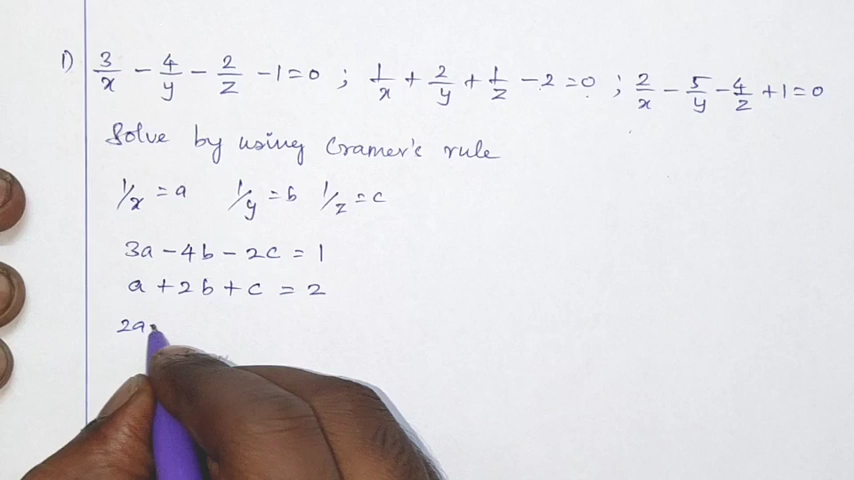 1) 3/x - 4/y - 2/z - 1 = 0 ; 1/x + 2/y + 1/z - 2 = 0 ; 2/x - 5/y - 4/z + 1 = 0
Solve by using Cramer's rule
1/x = a 1/y = b 1/z = c
3a - 4b - 2c = 1
a + 2b + c = 2
2a